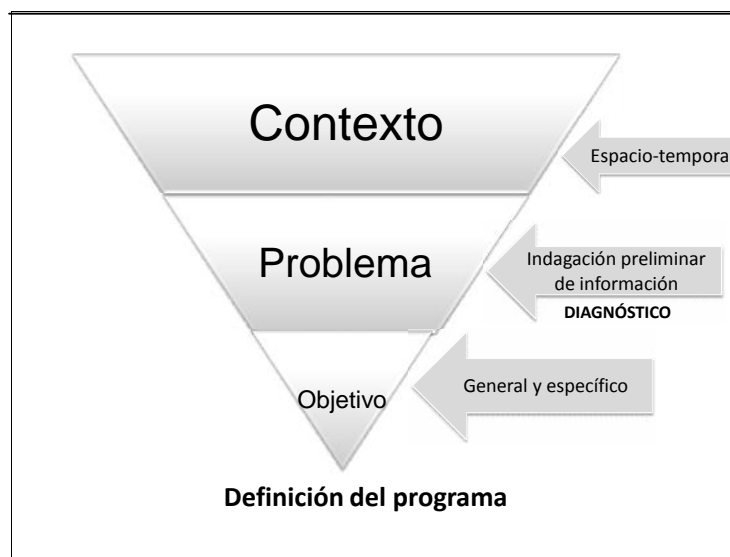 Contexto
Espacio-tempora
Problema
Indagación preliminar
de información
DIAGNÓSTICO
Objetivo
General y específico
Definición del programa